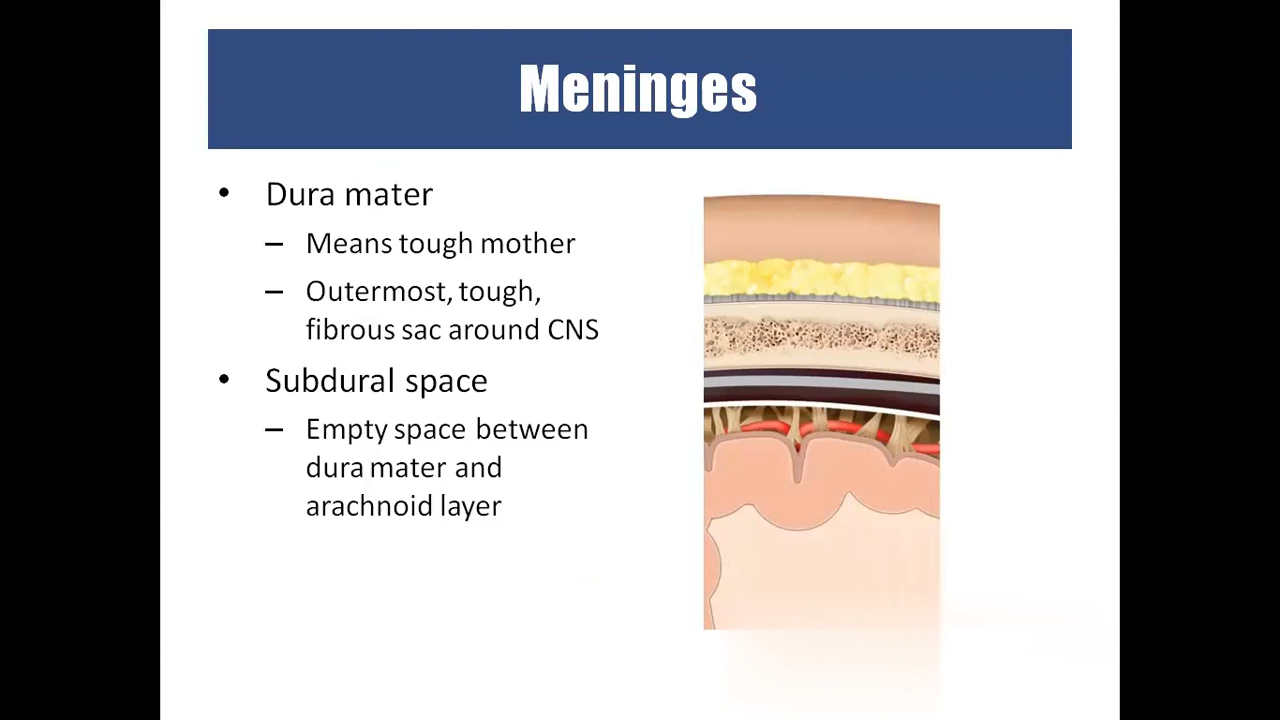 Meninges
• Dura mater
– Means tough mother
– Outermost, tough,
fibrous sac around CNS
• Subdural space
– Empty space between
dura mater and
arachnoid layer